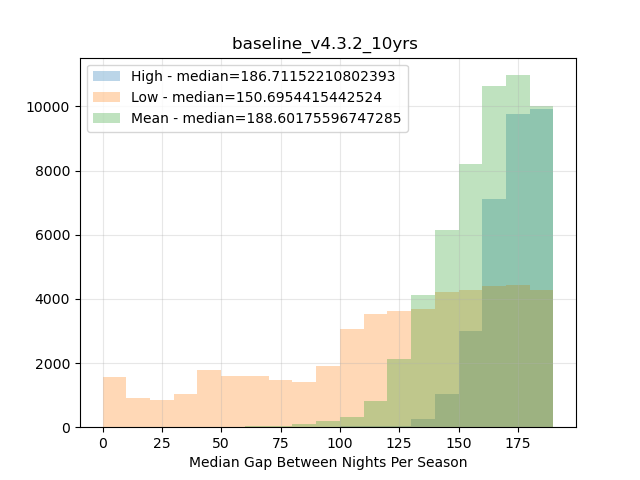 baseline_v4.3.2_10yrs
High - median=186.71152210802393
Low - median=150.6954415442524
Mean - median=188.60175596747285
10000
8000
6000
4000
2000
0
0 25 50 75 100 125 150 175
Median Gap Between Nights Per Season